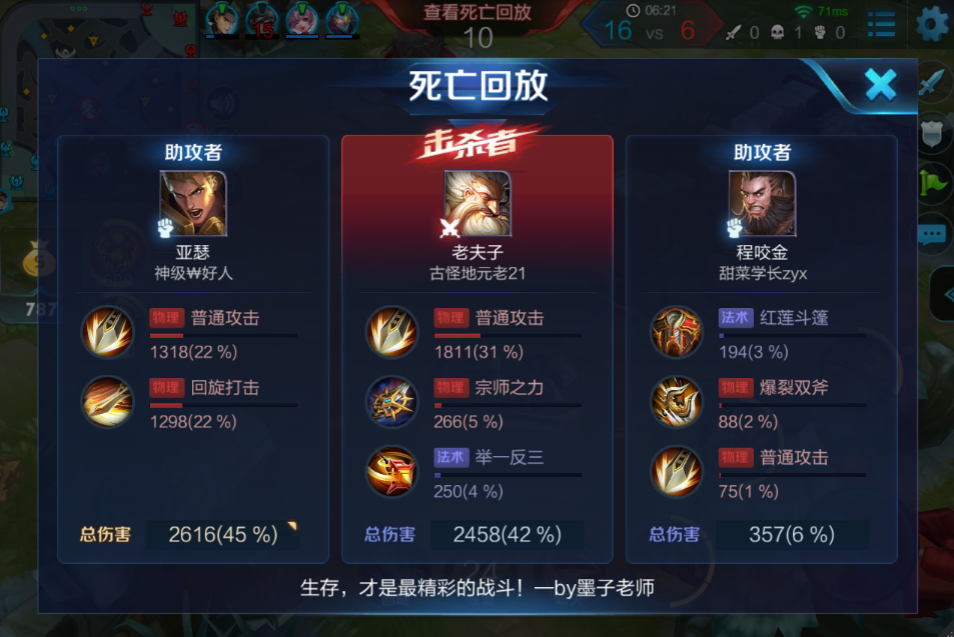 查看死亡回放
10
15
16 vs 6
06:21
71ms
0 1 0
死亡回放
助攻者
亚瑟
神级₩好人
物理 普通攻击
1318(22 %)
物理 回旋打击
1298(22 %)
总伤害 2616(45 %)
击杀者
老夫子
古怪地元老21
物理 普通攻击
1811(31 %)
物理 宗师之力
266(5 %)
法术 举一反三
250(4 %)
总伤害 2458(42 %)
助攻者
程咬金
甜菜学长zyx
法术 红莲斗篷
194(3 %)
物理 爆裂双斧
88(2 %)
物理 普通攻击
75(1 %)
总伤害 357(6 %)
787
24
生存，才是最精彩的战斗！—by墨子老师